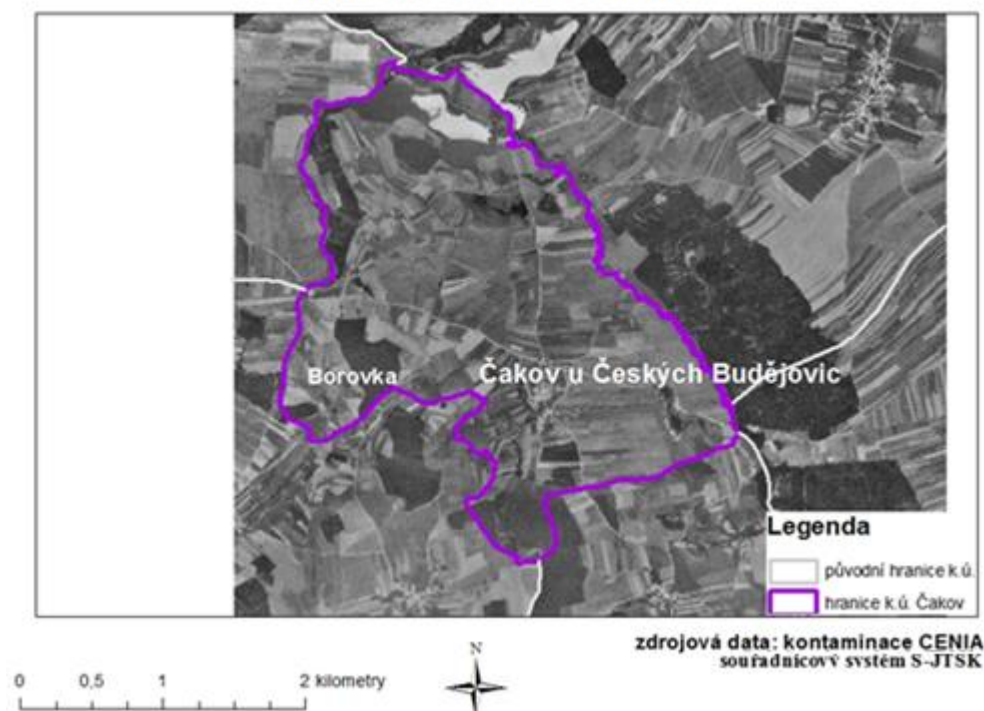 Borovka
Čakov u Českých Budějovic
Legenda
původní hranice k.ú.
hranice k.ú. Čakov
zdrojová data: kontaminace CENIA
souřadnicový systém S-JTSK
N
0 0,5 1 2 kilometry